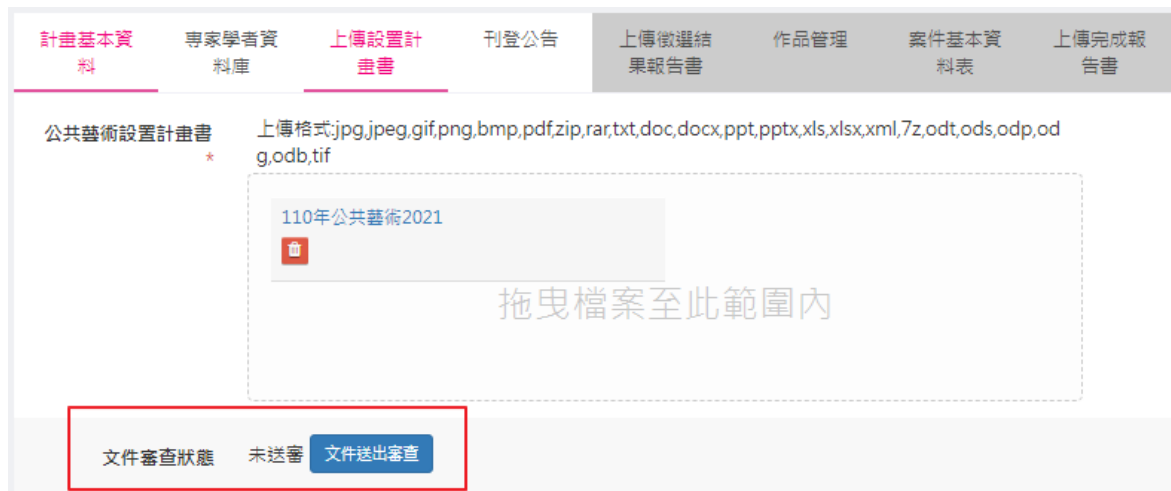 計畫基本資料
專家學者資料庫
上傳設置計畫書
刊登公告
上傳徵選結果報告書
作品管理
案件基本資料表
上傳完成報告書
公共藝術設置計畫書
*
上傳格式:jpg,jpeg,gif,png,bmp,pdf,zip,rar,txt,doc,docx,ppt,pptx,xls,xlsx,xml,7z,odt,ods,odp,od
g,odb,tif
110年公共藝術2021
拖曳檔案至此範圍內
文件審查狀態 未送審 文件送出審查